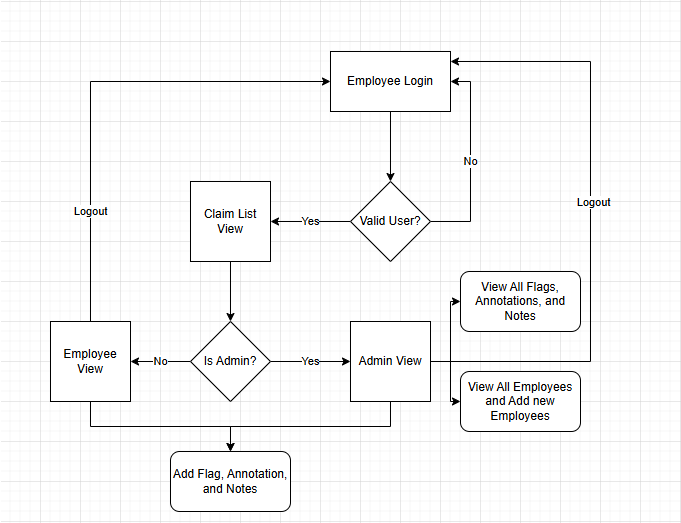 Employee Login
No
Logout
Claim List
View
Yes
Valid User?
Logout
View All Flags,
Annotations, and
Notes
Employee
View
No
Is Admin?
Yes
Admin View
View All Employees
and Add new
Employees
Add Flag, Annotation,
and Notes